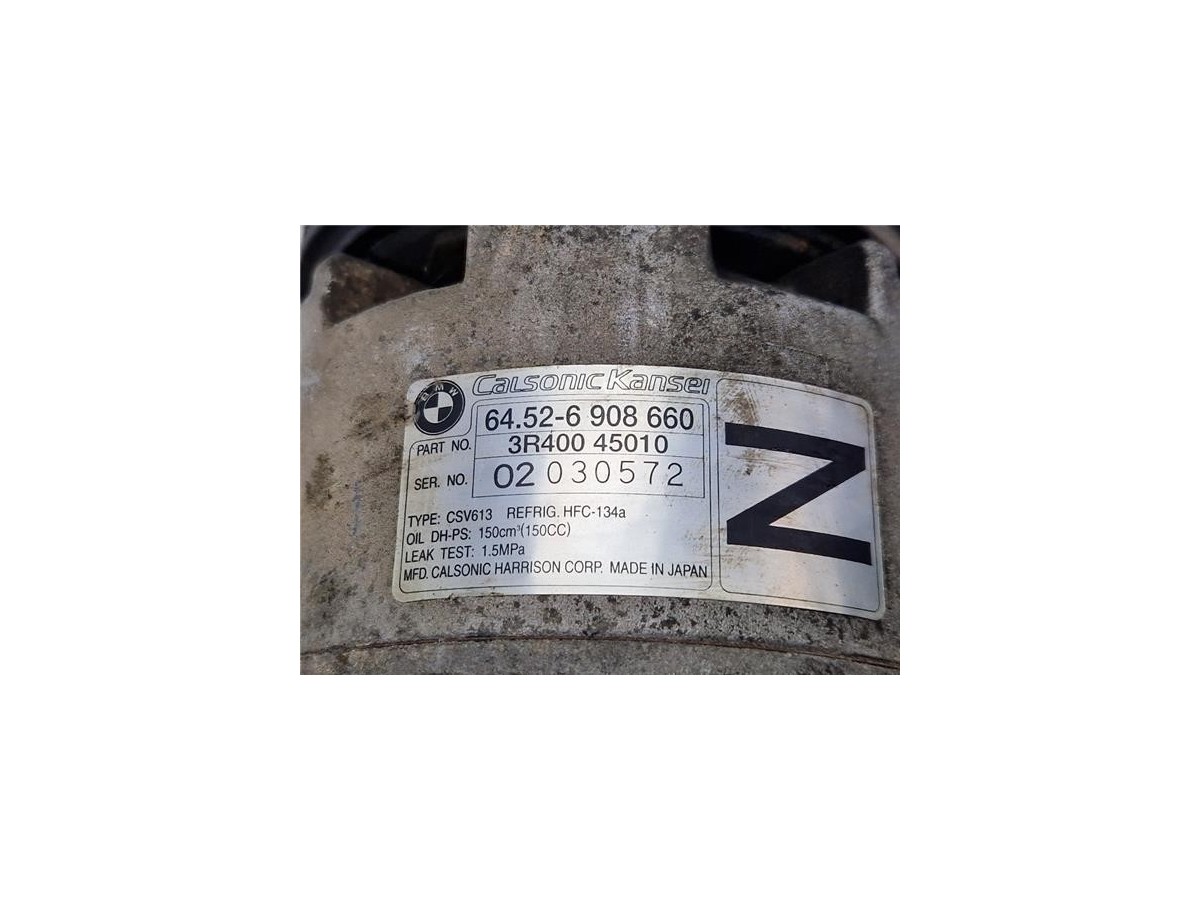 BMW
Calsonic Kansei
64.52-6 908 660
PART NO. 3R400 45010
SER. NO. 02 030572
TYPE: CSV613 REFRIG. HFC-134a
OIL DH-PS: 150cm³(150CC)
LEAK TEST: 1.5MPa
MFD. CALSONIC HARRISON CORP. MADE IN JAPAN
Z